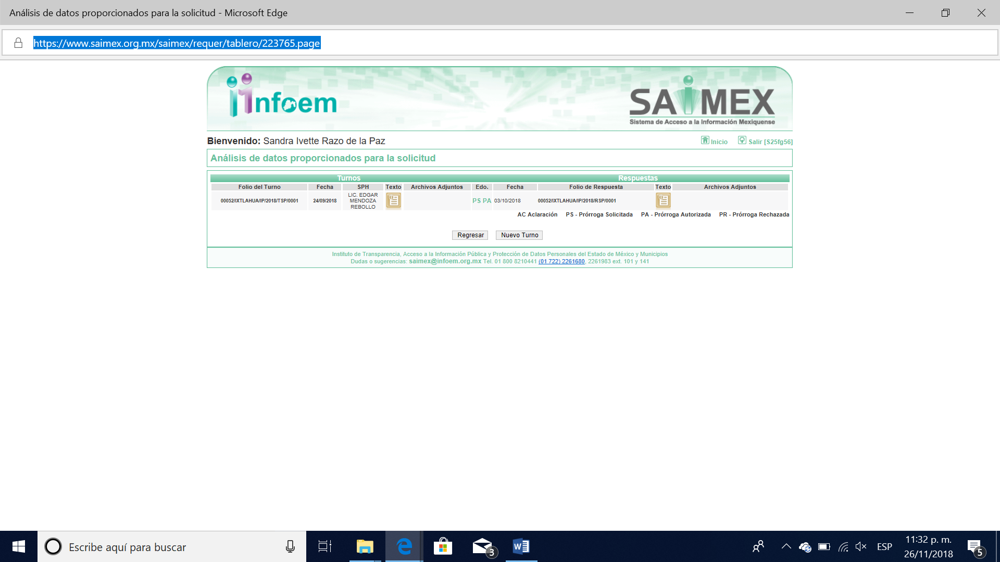 Análisis de datos proporcionados para la solicitud - Microsoft Edge
https://www.saimex.org.mx/saimex/requer/tablero/223765.page
infoem
SAIMEX
Sistema de Acceso a la Información Mexiquense
Bienvenido: Sandra Ivette Razo de la Paz
Inicio Salir [S25fg56]
Análisis de datos proporcionados para la solicitud
Turnos Respuestas
Folio del Turno Fecha SPH Texto Archivos Adjuntos Edo. Fecha Folio de Respuesta Texto Archivos Adjuntos
00052/IXTLAHUA/IP/2018/TSP/0001 24/09/2018 LIC. EDGAR MENDOZA REBOLLO PS PA 03/10/2018 00052/IXTLAHUA/IP/2018/RSP/0001
AC Aclaración PS - Prórroga Solicitada PA - Prórroga Autorizada PR - Prórroga Rechazada
Regresar Nuevo Turno
Instituto de Transparencia, Acceso a la Información Pública y Protección de Datos Personales del Estado de México y Municipios
Dudas o sugerencias: saimex@infoem.org.mx Tel. 01 800 8210441 (01 722) 2261680, 2261983 ext. 101 y 141
Escribe aquí para buscar
3
ESP
11:32 p. m.
26/11/2018
5